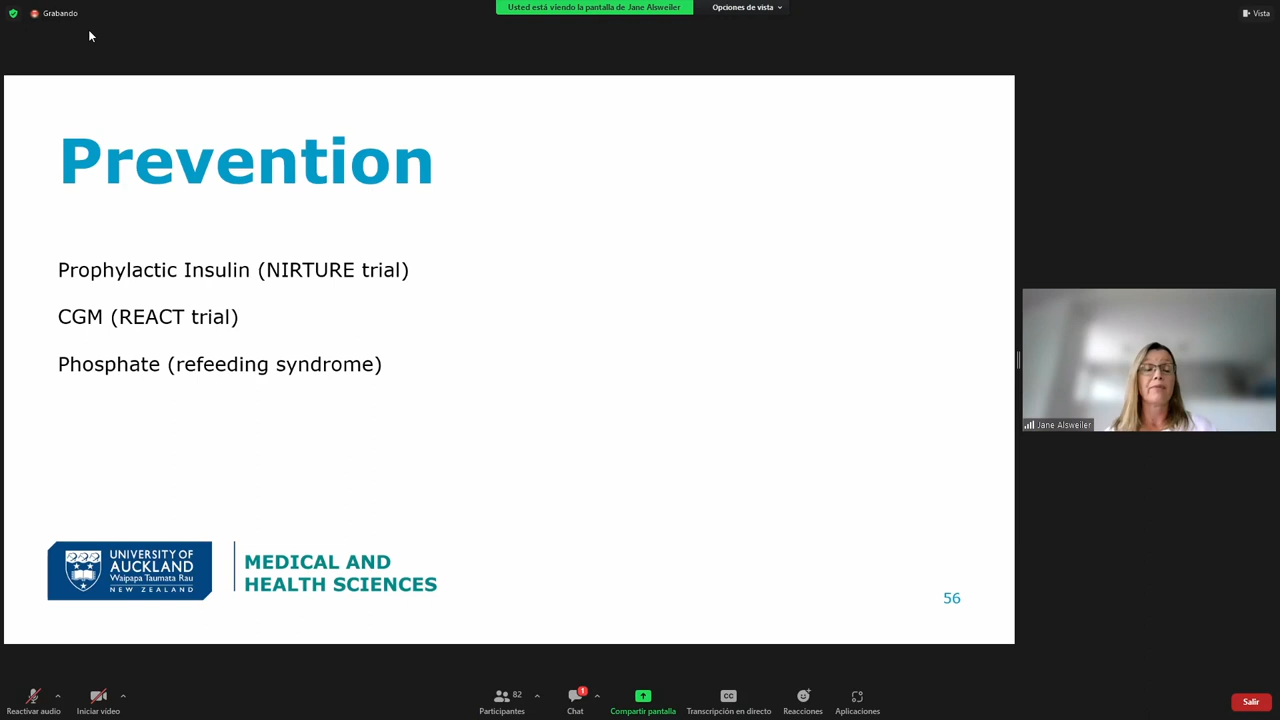 Grabando
Usted está viendo la pantalla de Jane Alsweiler
Opciones de vista
Vista
Prevention
Prophylactic Insulin (NIRTURE trial)
CGM (REACT trial)
Phosphate (refeeding syndrome)
Jane Alsweiler
UNIVERSITY OF
AUCKLAND
Waipapa Taumata Rau
NEW ZEALAND
MEDICAL AND
HEALTH SCIENCES
56
Reactivar audio
Iniciar vídeo
82
Participantes
1
Chat
Compartir pantalla
CC
Transcripción en directo
Reacciones
Aplicaciones
Salir